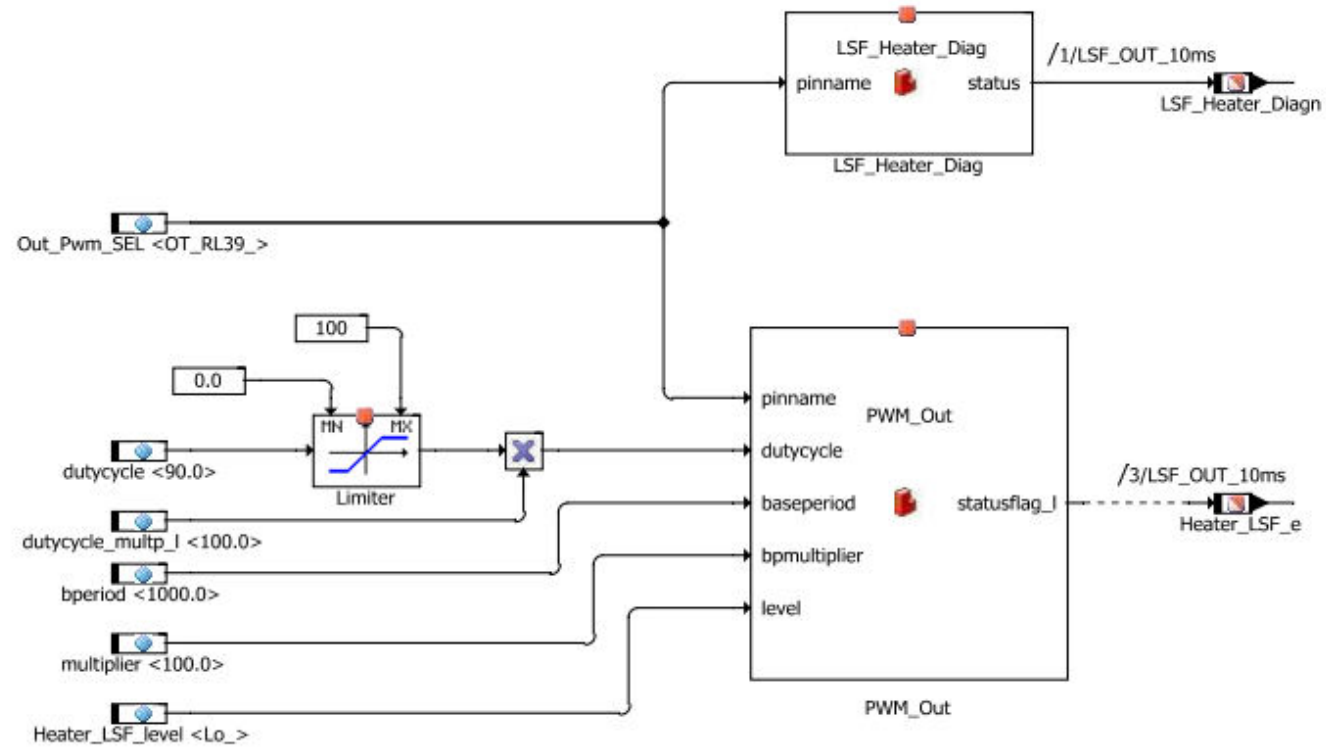 LSF_Heater_Diag
/1/LSF_OUT_10ms
pinname
status
LSF_Heater_Diagn
LSF_Heater_Diag
Out_Pwm_SEL <OT_RL39_>
100
0.0
pinname
MN
MX
PWM_Out
dutycycle
dutycycle <90.0>
/3/LSF_OUT_10ms
Limiter
baseperiod
statusflag_l
Heater_LSF_e
dutycycle_multp_l <100.0>
bpmultiplier
bperiod <1000.0>
level
multiplier <100.0>
PWM_Out
Heater_LSF_level <Lo_>